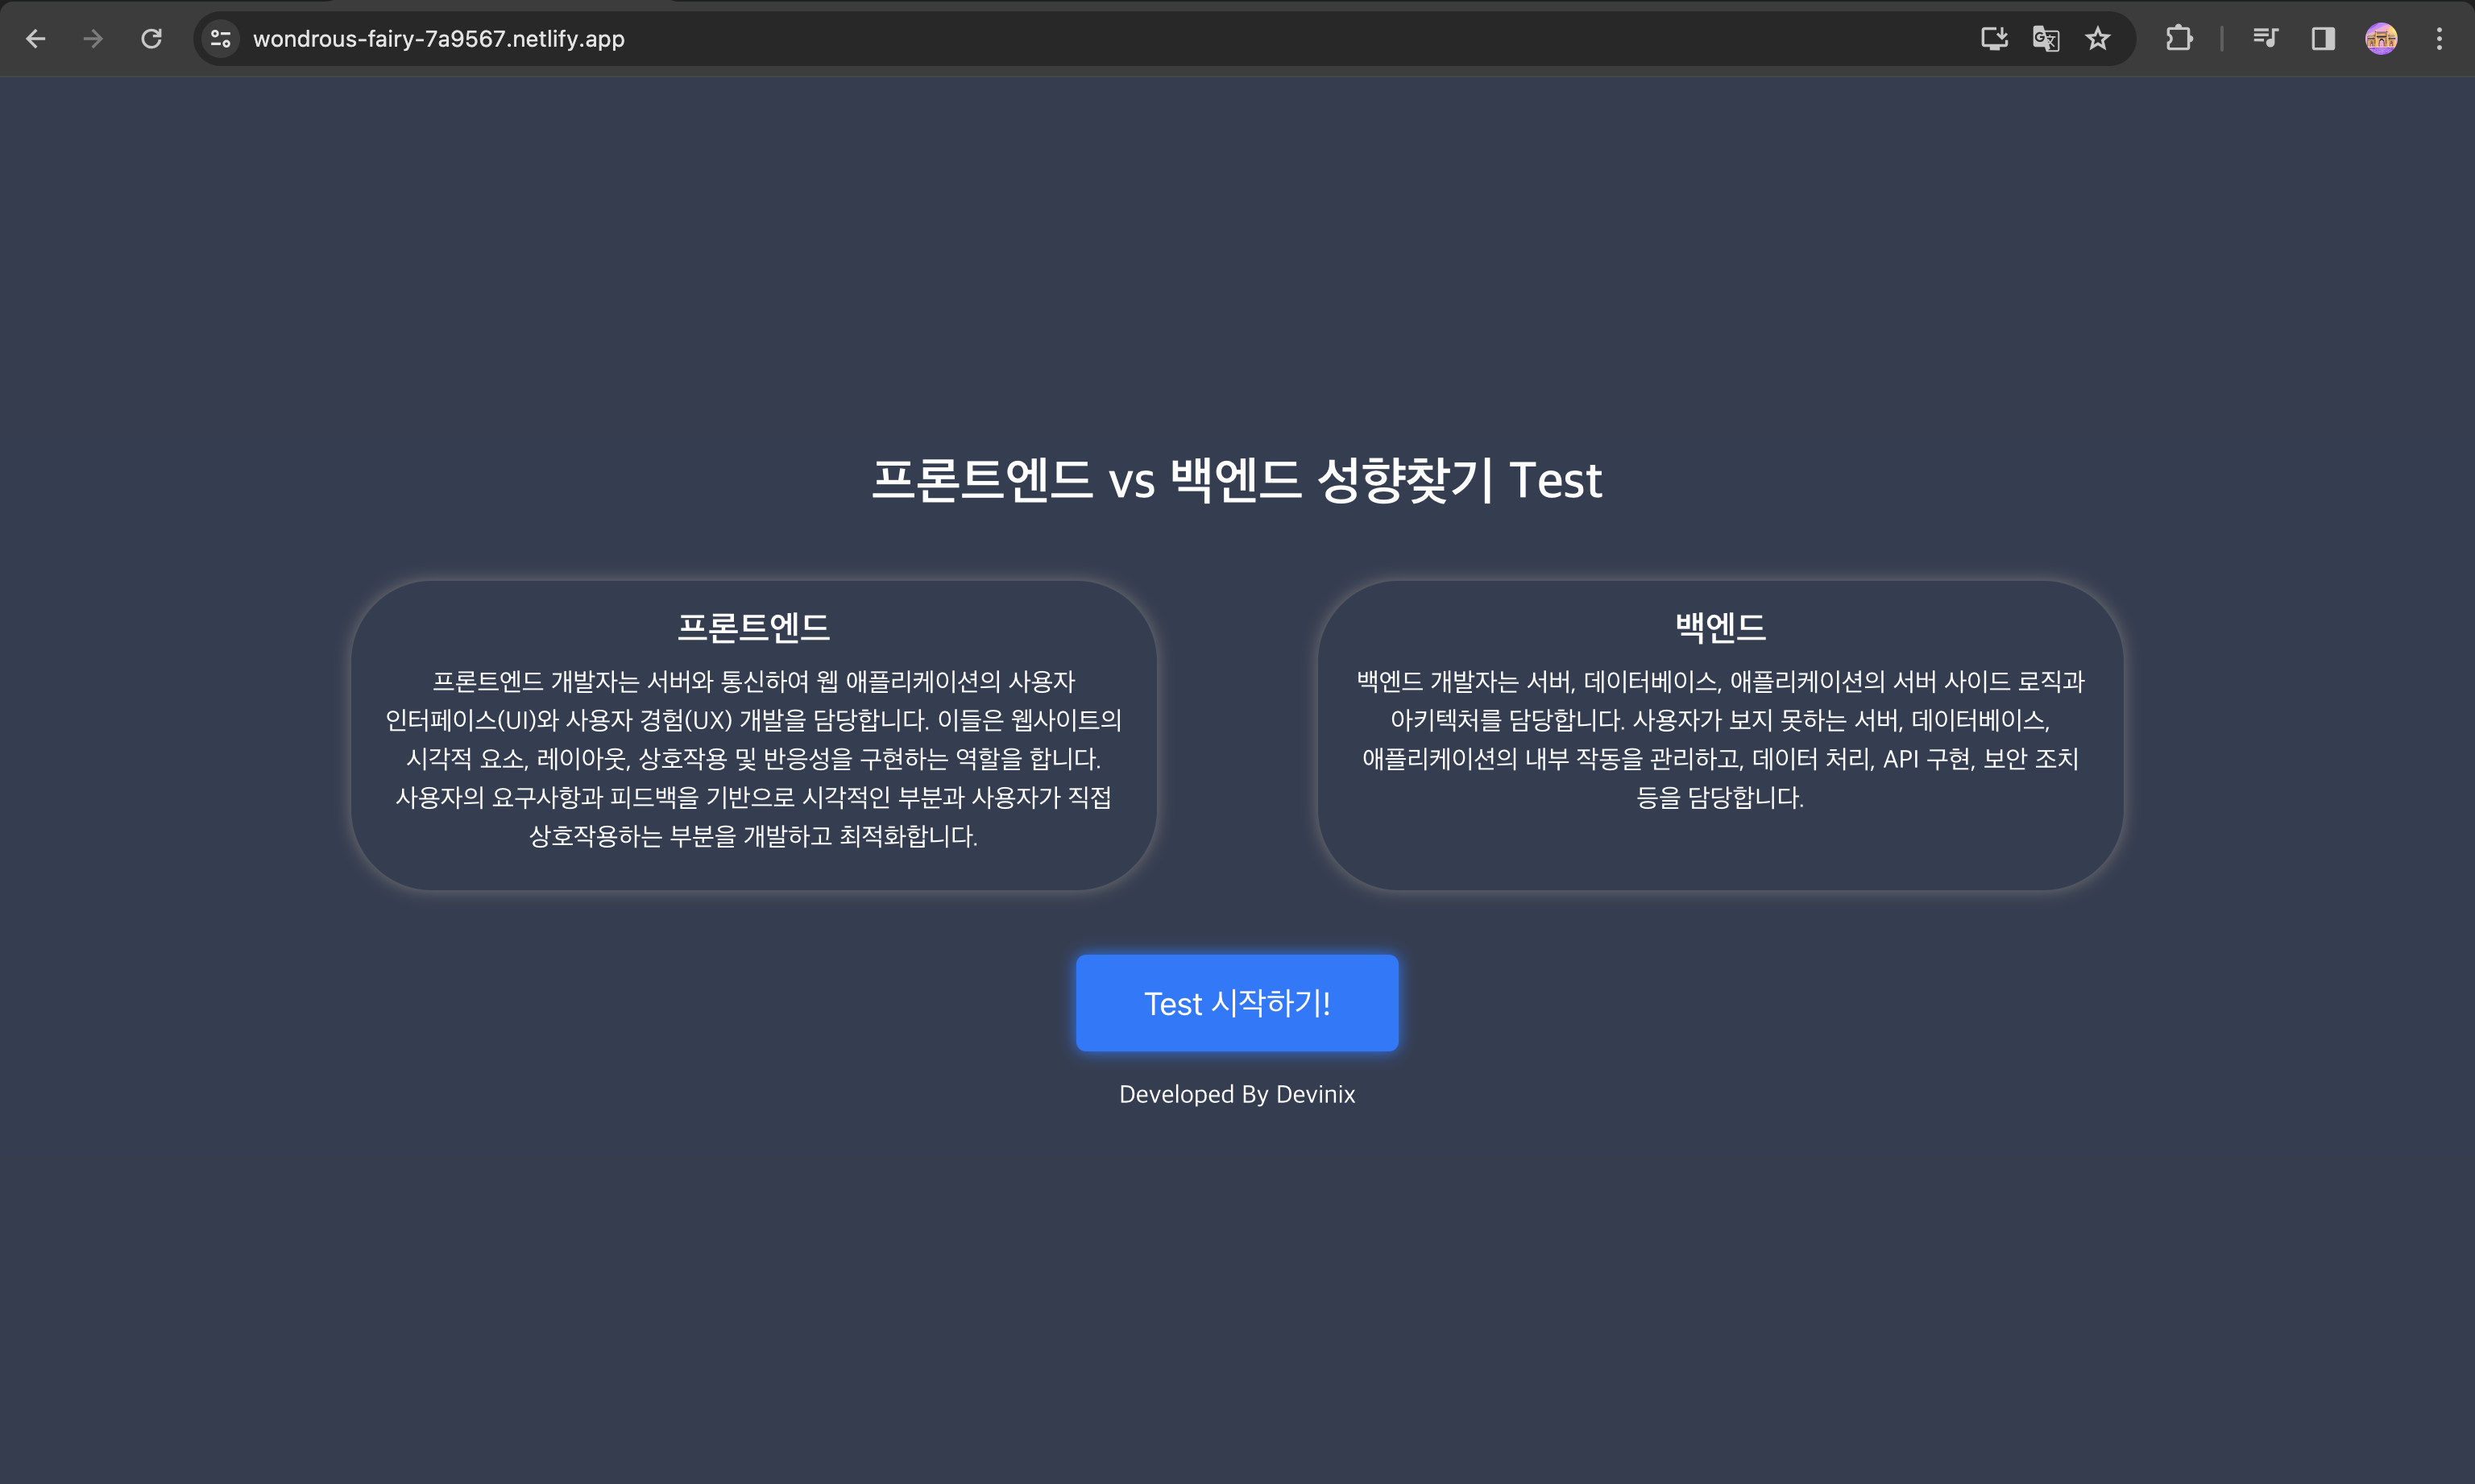 wondrous-fairy-7a9567.netlify.app
프론트엔드 vs 백엔드 성향찾기 Test
프론트엔드
프론트엔드 개발자는 서버와 통신하여 웹 애플리케이션의 사용자
인터페이스(UI)와 사용자 경험(UX) 개발을 담당합니다. 이들은 웹사이트의
시각적 요소, 레이아웃, 상호작용 및 반응성을 구현하는 역할을 합니다.
사용자의 요구사항과 피드백을 기반으로 시각적인 부분과 사용자가 직접
상호작용하는 부분을 개발하고 최적화합니다.
백엔드
백엔드 개발자는 서버, 데이터베이스, 애플리케이션의 서버 사이드 로직과
아키텍처를 담당합니다. 사용자가 보지 못하는 서버, 데이터베이스,
애플리케이션의 내부 작동을 관리하고, 데이터 처리, API 구현, 보안 조치
등을 담당합니다.
Test 시작하기!
Developed By Devinix